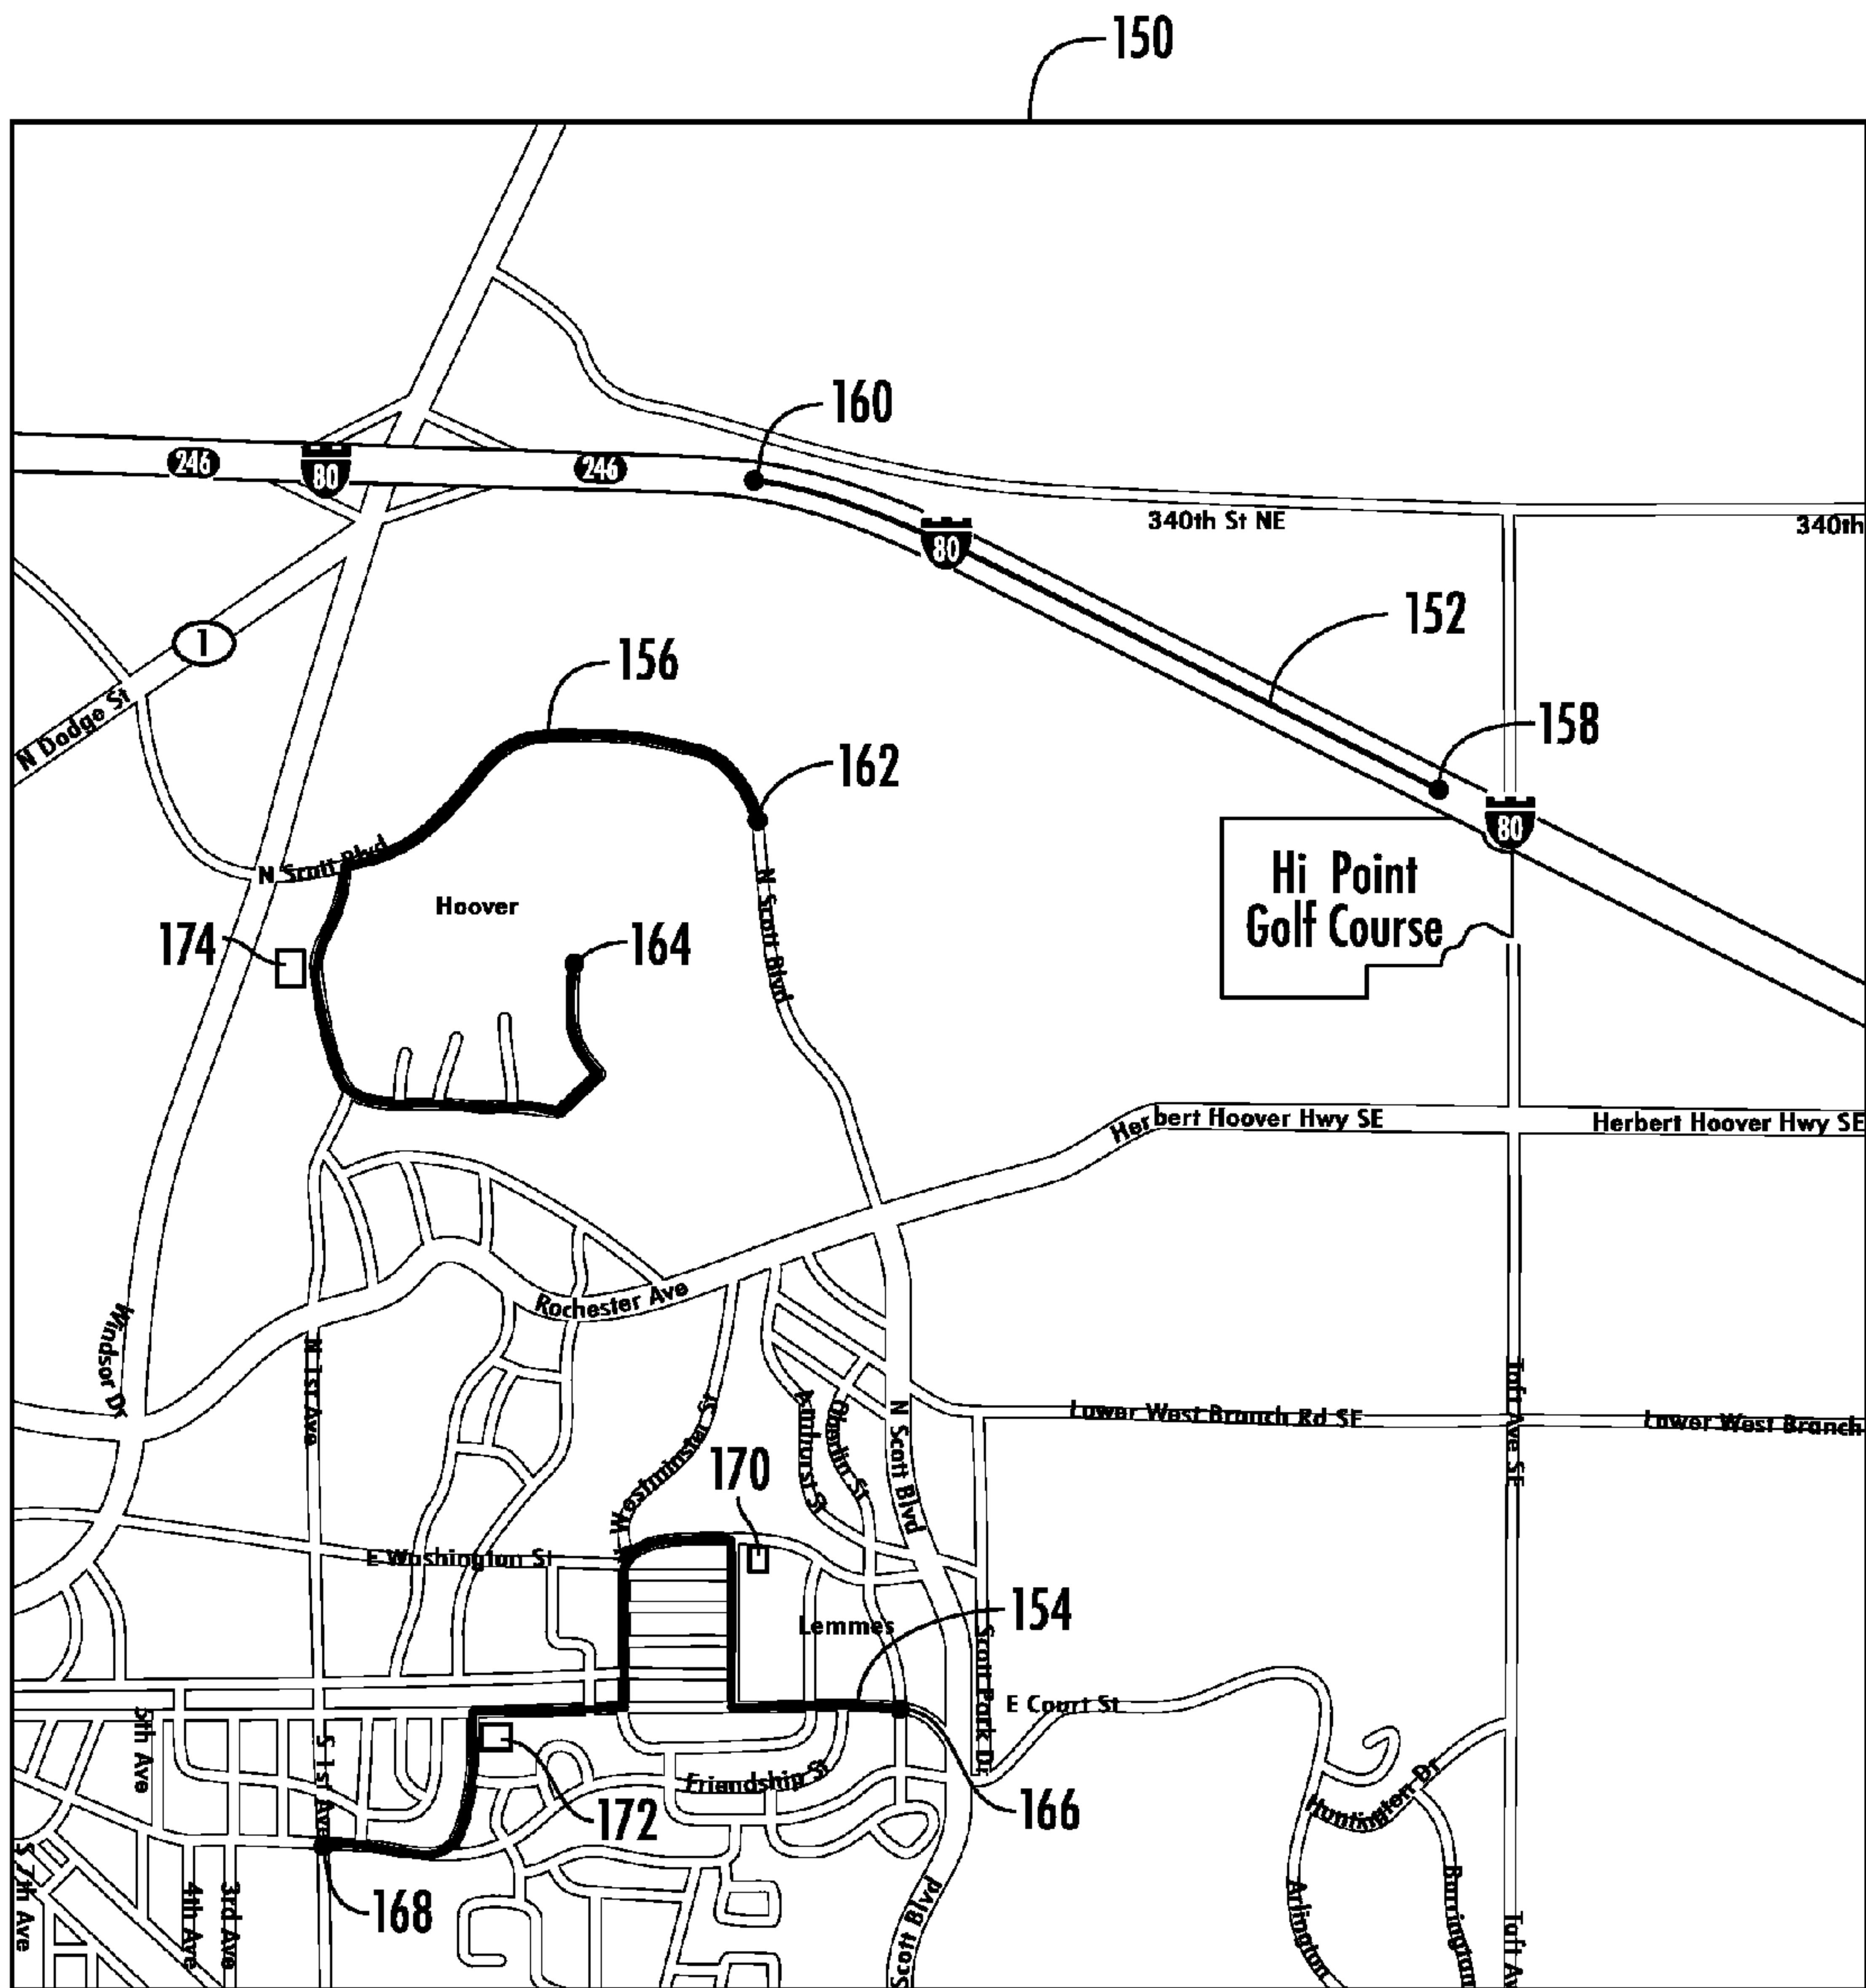 150
160
246
80
246
80
340th St NE
340th
152
1
156
158
N Dodge St
162
80
Hi Point
Golf Course
N Scott Blvd
Hoover
N Scott Blvd
174
164
Herbert Hoover Hwy SE
Herbert Hoover Hwy SE
Rochester Ave
Windsor Dr
N 1st Ave
Westminster St
Amhurst St
Oberlin St
N Scott Blvd
Lower West Branch Rd SE
Lower West Branch
Taft Ave SE
170
E Washington St
154
Lemmes
Scott Park Dr
E Court St
5th Ave
S 1st Ave
Friendship St
172
166
Huntington Dr
S 7th Ave
4th Ave
3rd Ave
168
Scott Blvd
Arlington
Barrington
Taft Av